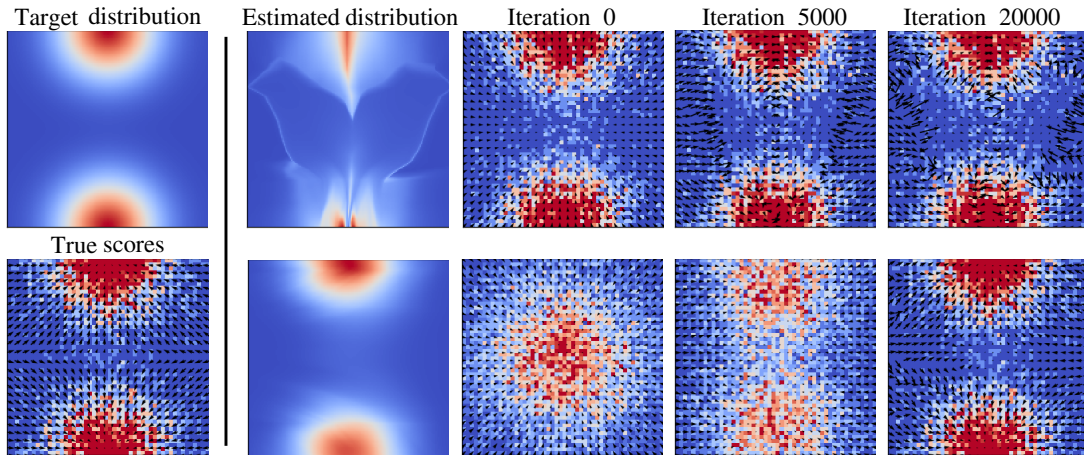 Target distribution
Estimated distribution
Iteration 0
Iteration 5000
Iteration 20000
True scores